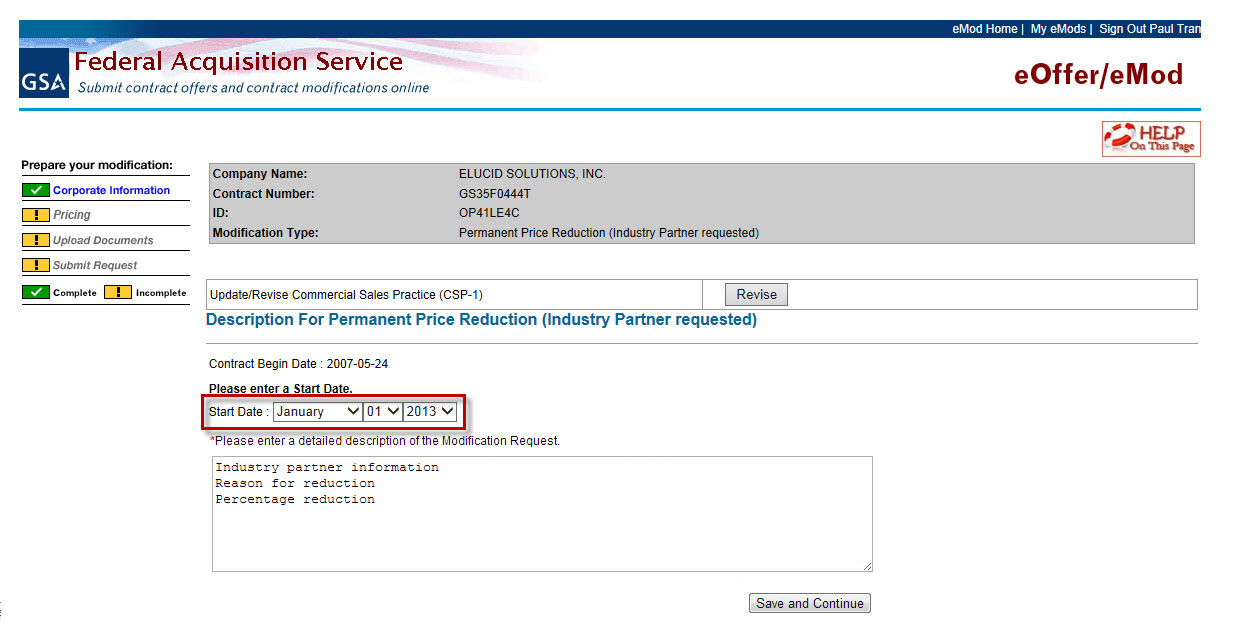 eMod Home | My eMods | Sign Out Paul Tran
GSA
Federal Acquisition Service
Submit contract offers and contract modifications online
eOffer/eMod
HELP
On This Page
Prepare your modification:
Corporate Information
! Pricing
! Upload Documents
! Submit Request
Complete ! Incomplete
Company Name: ELUCID SOLUTIONS, INC.
Contract Number: GS35F0444T
ID: OP41LE4C
Modification Type: Permanent Price Reduction (Industry Partner requested)
Update/Revise Commercial Sales Practice (CSP-1) Revise
Description For Permanent Price Reduction (Industry Partner requested)
Contract Begin Date : 2007-05-24
Please enter a Start Date.
Start Date : January 01 2013
*Please enter a detailed description of the Modification Request.
Industry partner information
Reason for reduction
Percentage reduction
Save and Continue